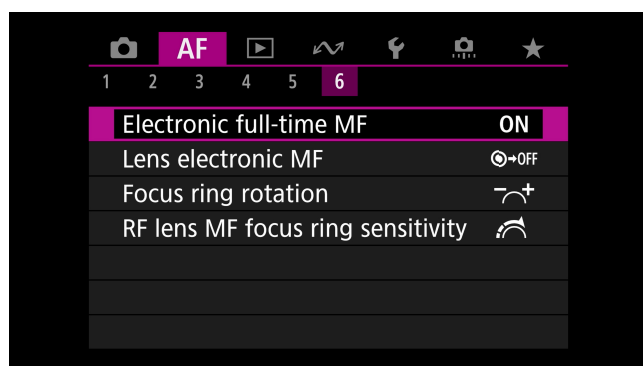 AF
1 2 3 4 5 6
Electronic full-time MF ON
Lens electronic MF OFF
Focus ring rotation - +
RF lens MF focus ring sensitivity